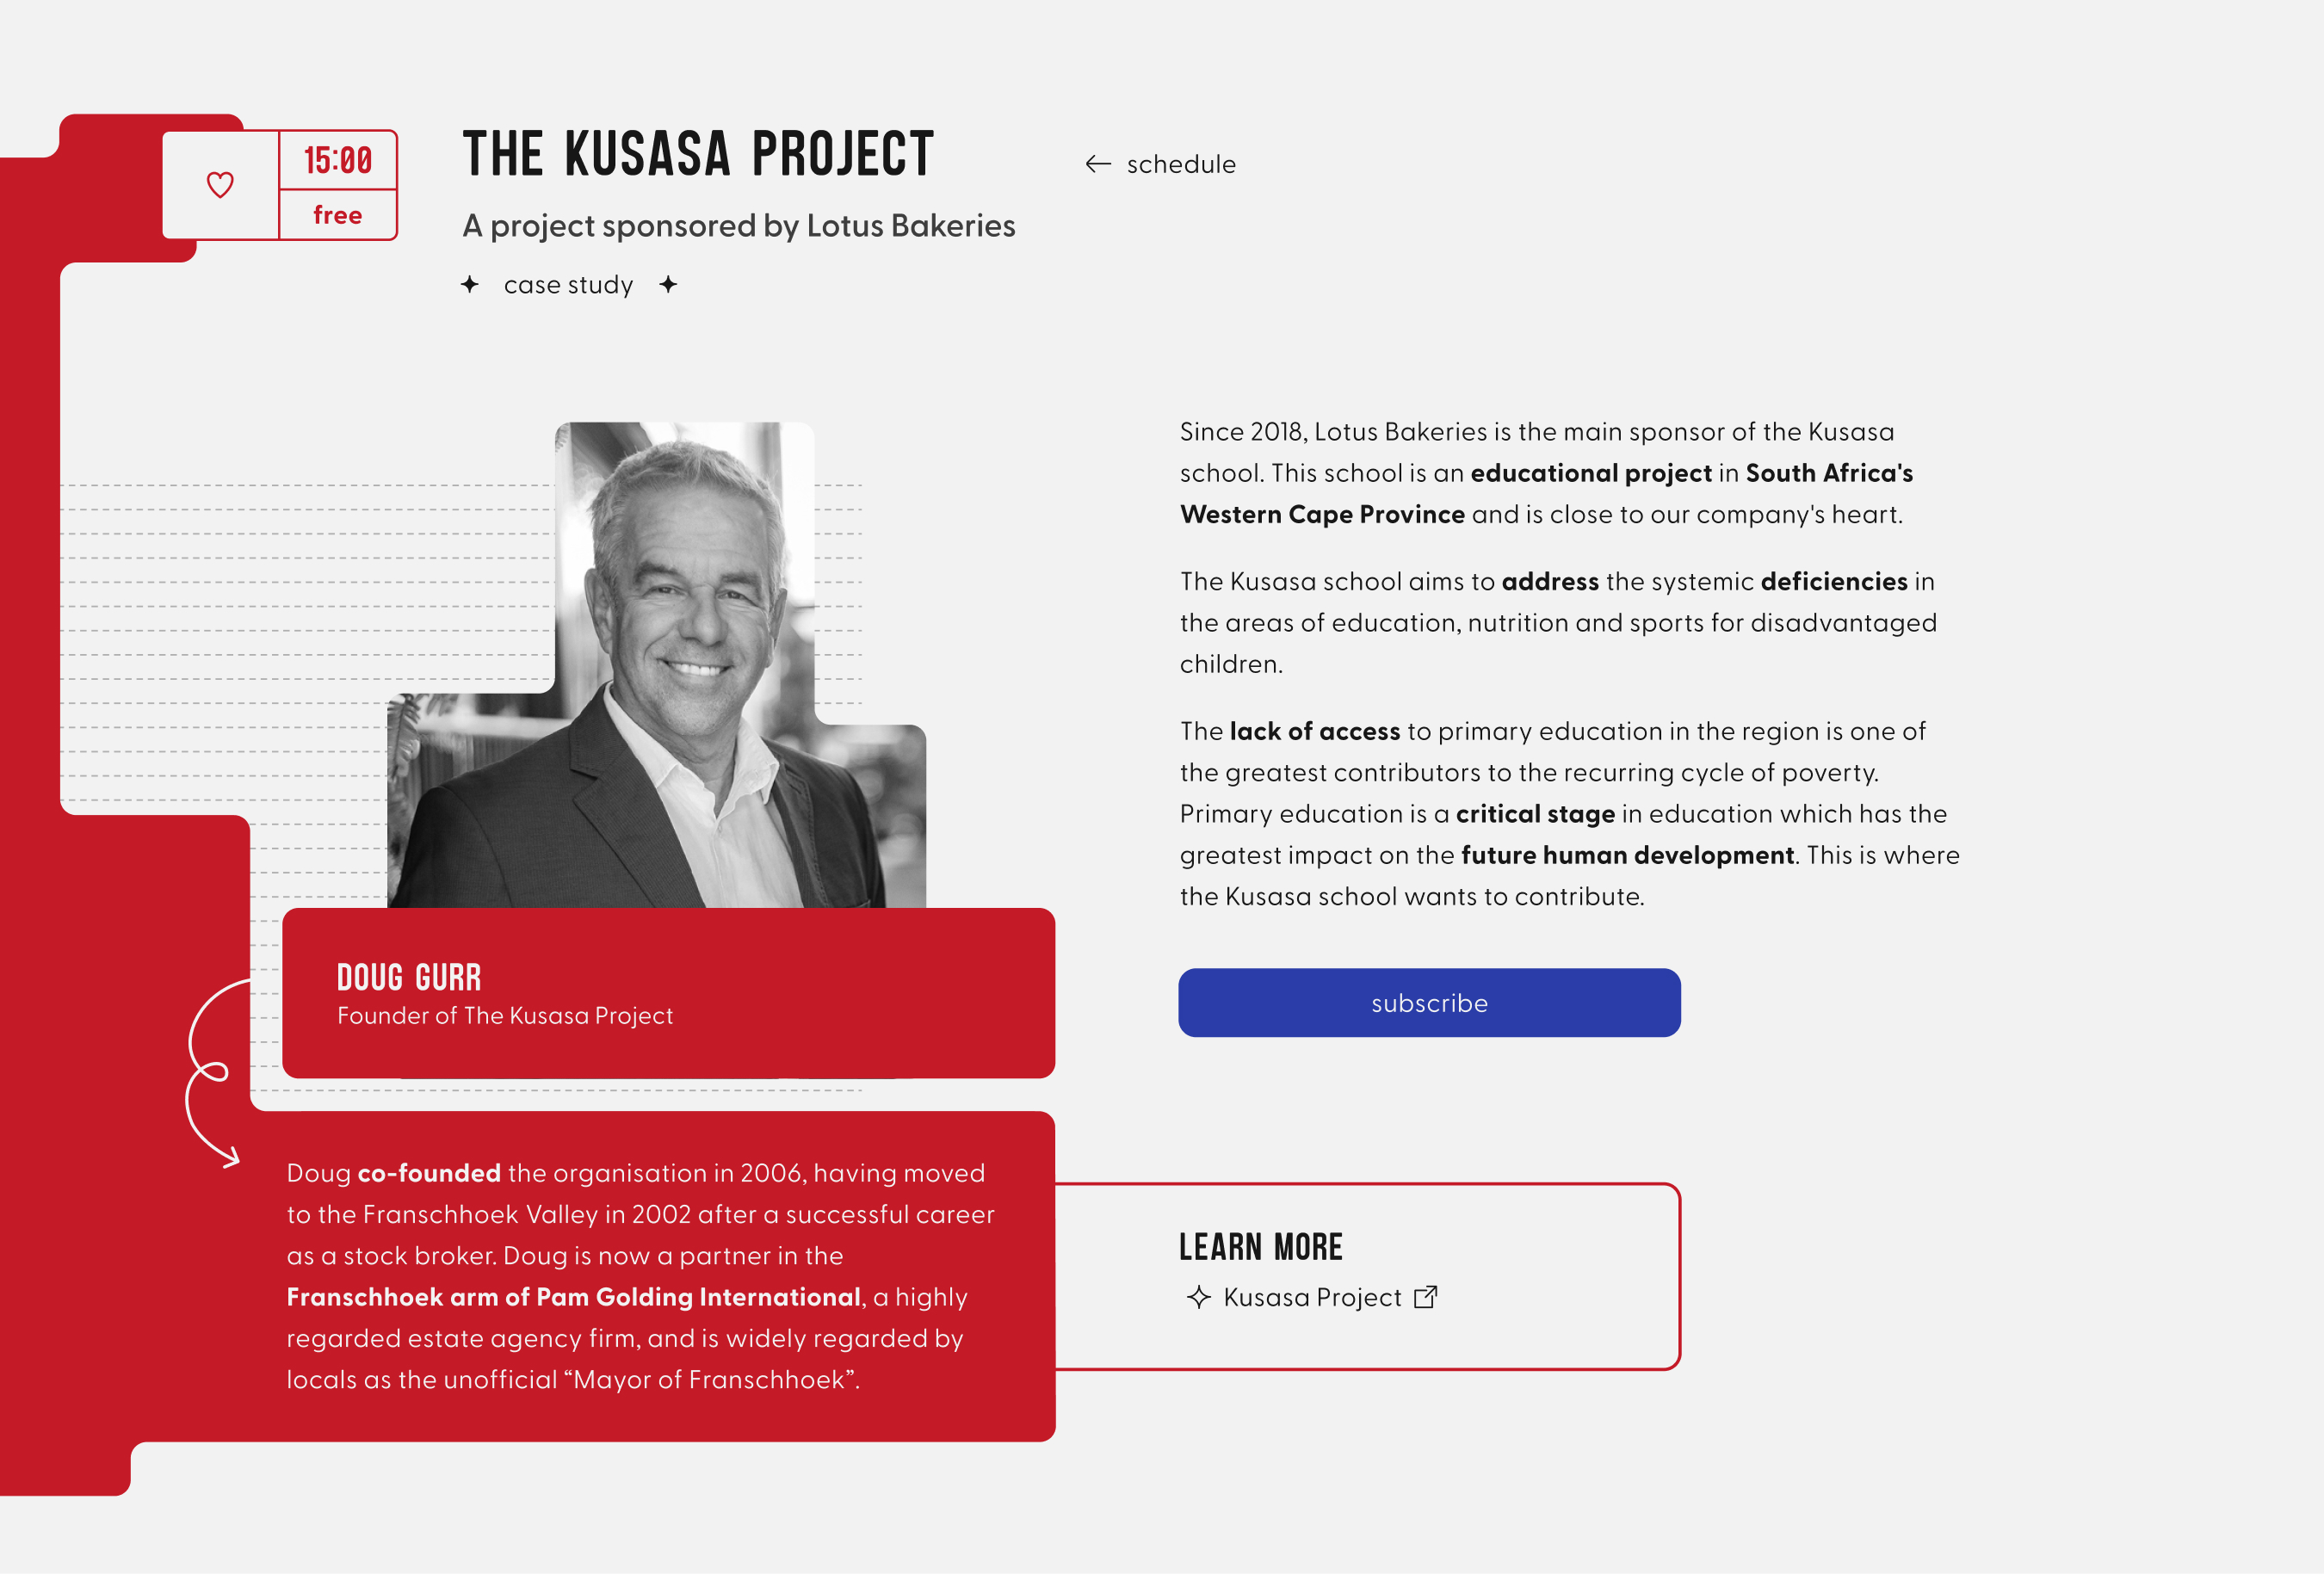 15:00
free
THE KUSASA PROJECT
A project sponsored by Lotus Bakeries
case study
schedule
Since 2018, Lotus Bakeries is the main sponsor of the Kusasa
school. This school is an educational project in South Africa's
Western Cape Province and is close to our company's heart.
The Kusasa school aims to address the systemic deficiencies in
the areas of education, nutrition and sports for disadvantaged
children.
The lack of access to primary education in the region is one of
the greatest contributors to the recurring cycle of poverty.
Primary education is a critical stage in education which has the
greatest impact on the future human development. This is where
the Kusasa school wants to contribute.
subscribe
DOUG GURR
Founder of The Kusasa Project
Doug co-founded the organisation in 2006, having moved
to the Franschhoek Valley in 2002 after a successful career
as a stock broker. Doug is now a partner in the
Franschhoek arm of Pam Golding International, a highly
regarded estate agency firm, and is widely regarded by
locals as the unofficial “Mayor of Franschhoek”.
LEARN MORE
Kusasa Project